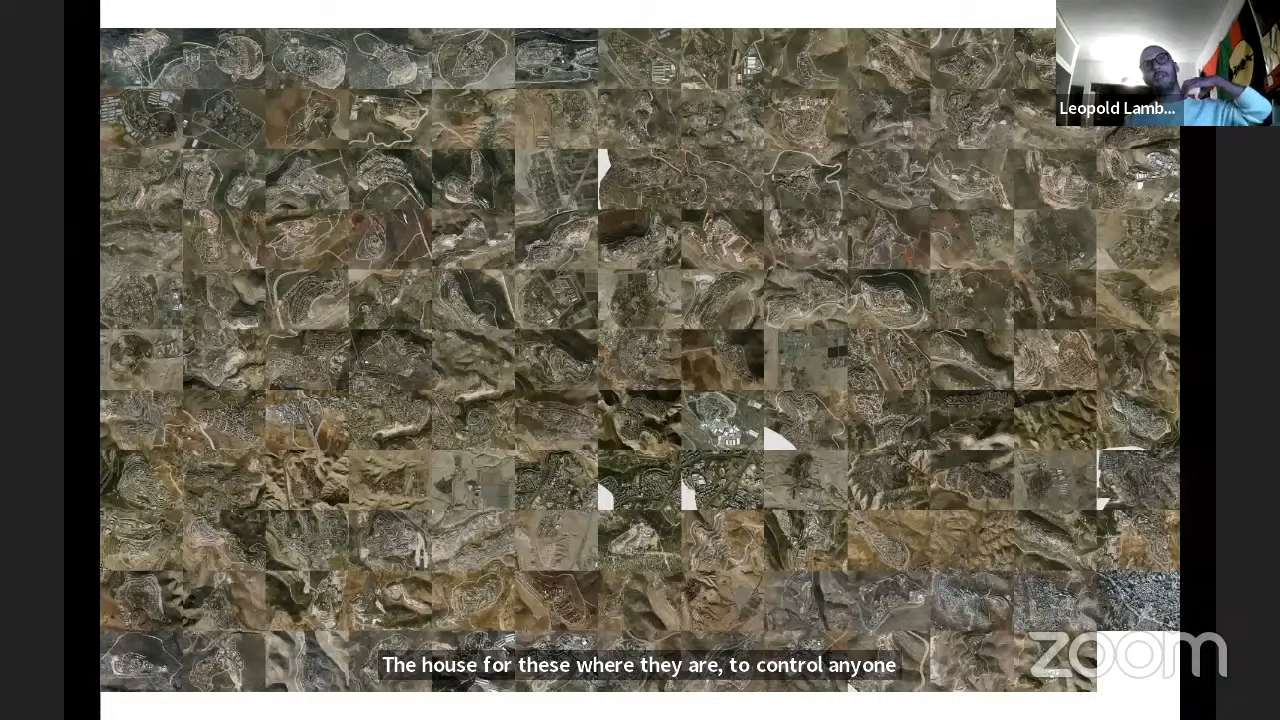 Leopold Lamb...
The house for these where they are, to control anyone
zoom